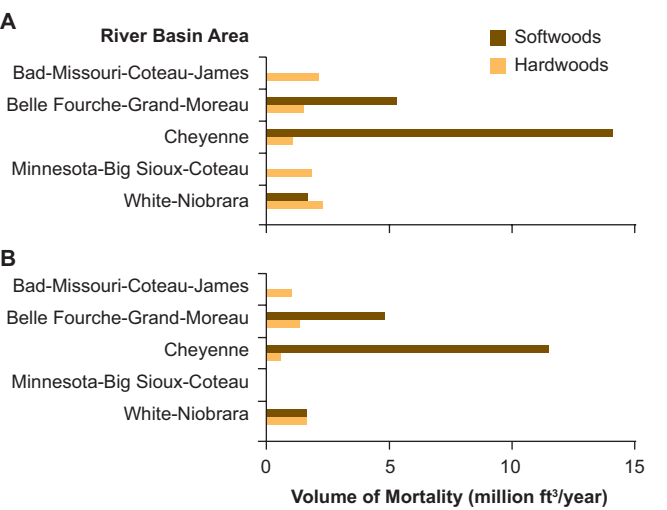 A
River Basin Area
Softwoods
Hardwoods
Bad-Missouri-Coteau-James
Belle Fourche-Grand-Moreau
Cheyenne
Minnesota-Big Sioux-Coteau
White-Niobrara
B
Bad-Missouri-Coteau-James
Belle Fourche-Grand-Moreau
Cheyenne
Minnesota-Big Sioux-Coteau
White-Niobrara
0 5 10 15
Volume of Mortality (million ft³/year)